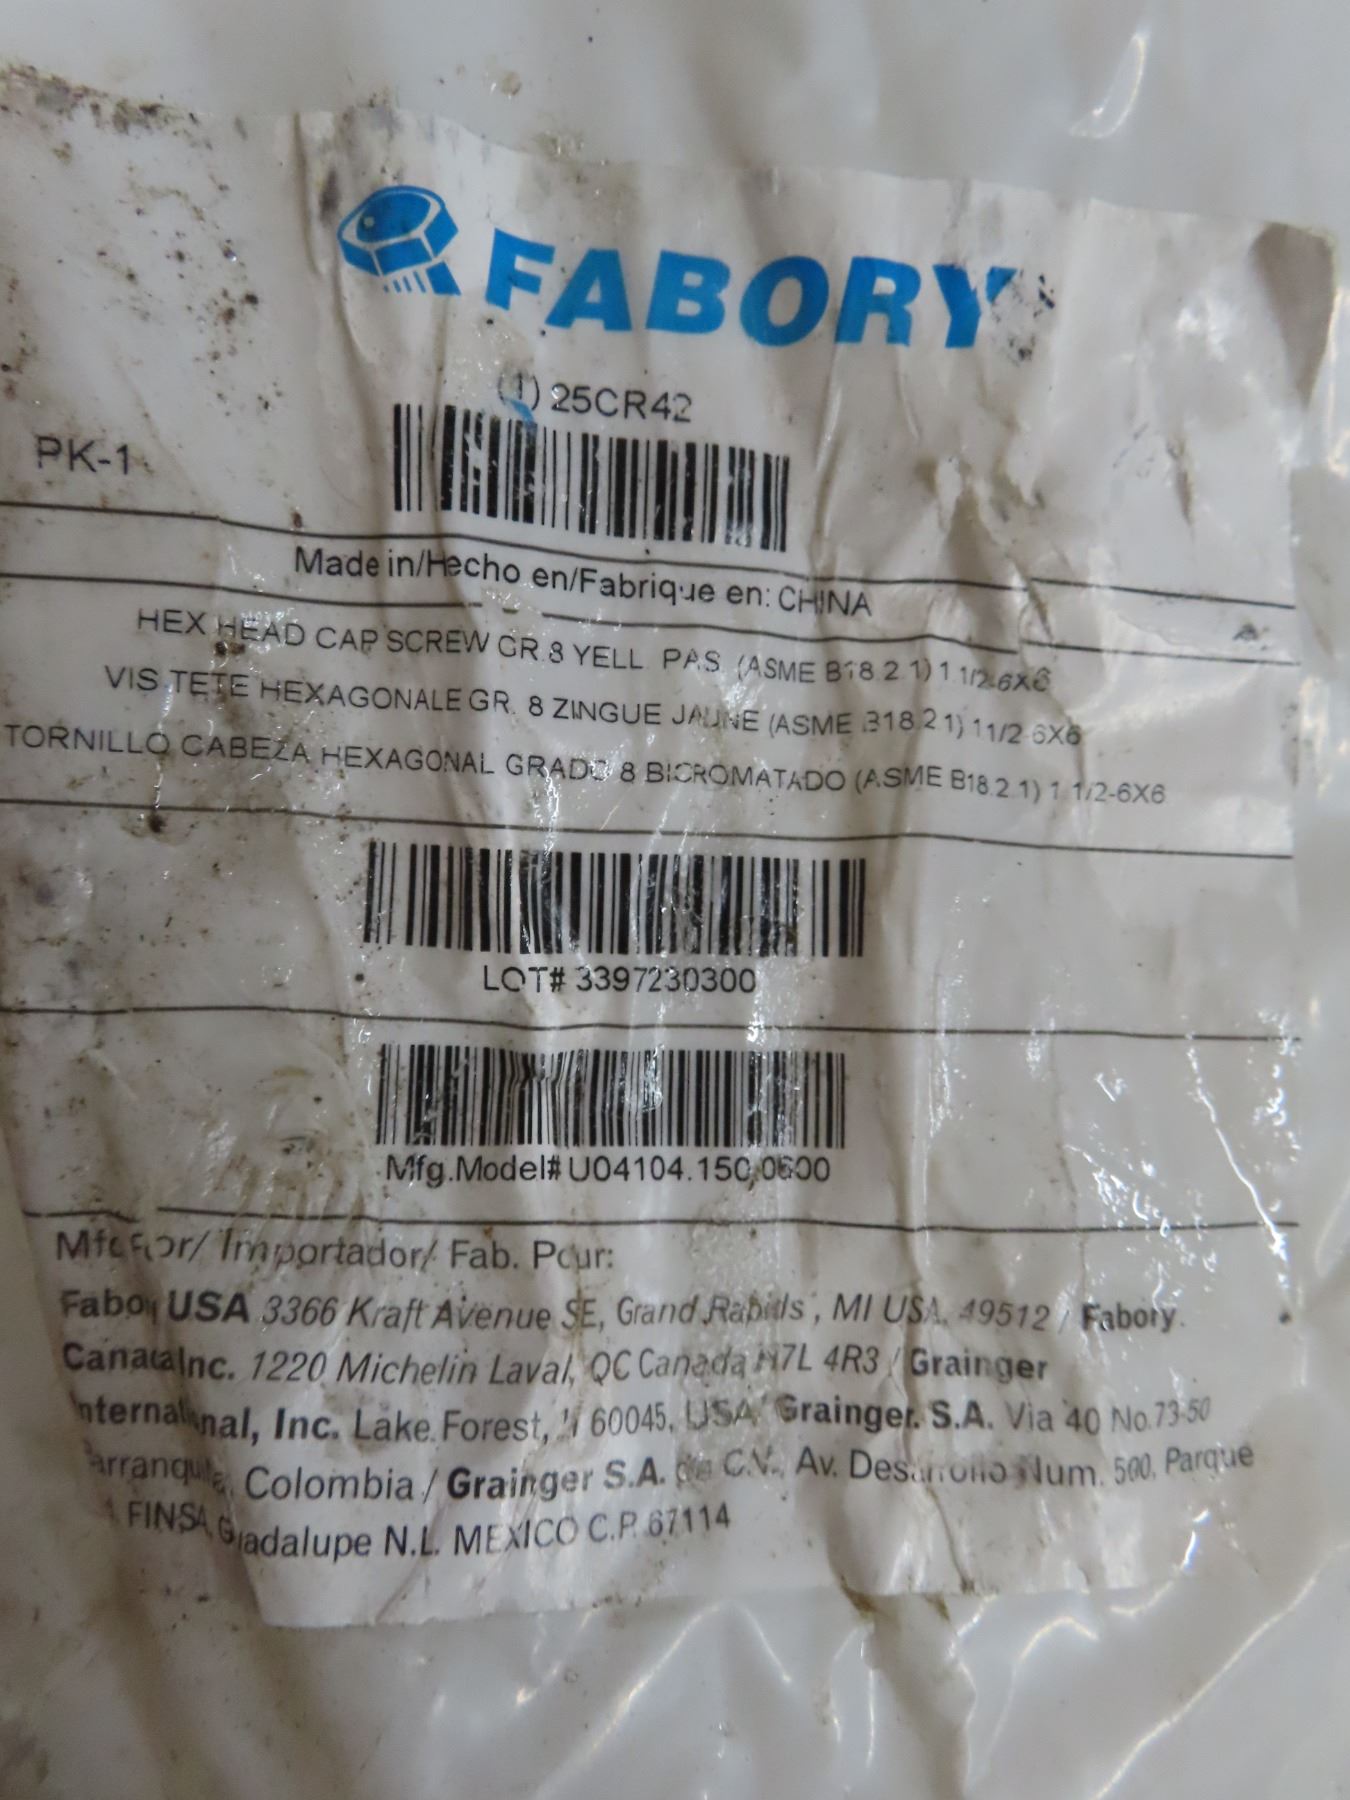 FABORY
(1) 25CR42
PK-1
Made in/Hecho en/Fabrique en: CHINA
HEX HEAD CAP SCREW GR.8 YELL PAS. (ASME B18.2.1) 1 1/2-6X6
VIS TETE HEXAGONALE GR. 8 ZINGUE JAUNE (ASME B18.2.1) 1 1/2-6X6
TORNILLO CABEZA HEXAGONAL GRADO 8 BICROMATADO (ASME B18.2.1) 1 1/2-6X6
LOT# 3397230300
Mfg.Model# U04104.150.0600
Importador/ Fab. Pour:
Fabory USA 3366 Kraft Avenue SE, Grand Rapids, MI USA. 49512 / Fabory
Canada Inc. 1220 Michelin Laval, QC Canada H7L 4R3 / Grainger
International, Inc. Lake Forest, 60045, USA/ Grainger. S.A. Via 40 No.73-50
Barranquilla, Colombia / Grainger S.A. de C.V. Av. Desarrollo Num. 500, Parque
FINSA, Guadalupe N.L. MEXICO C.P. 67114